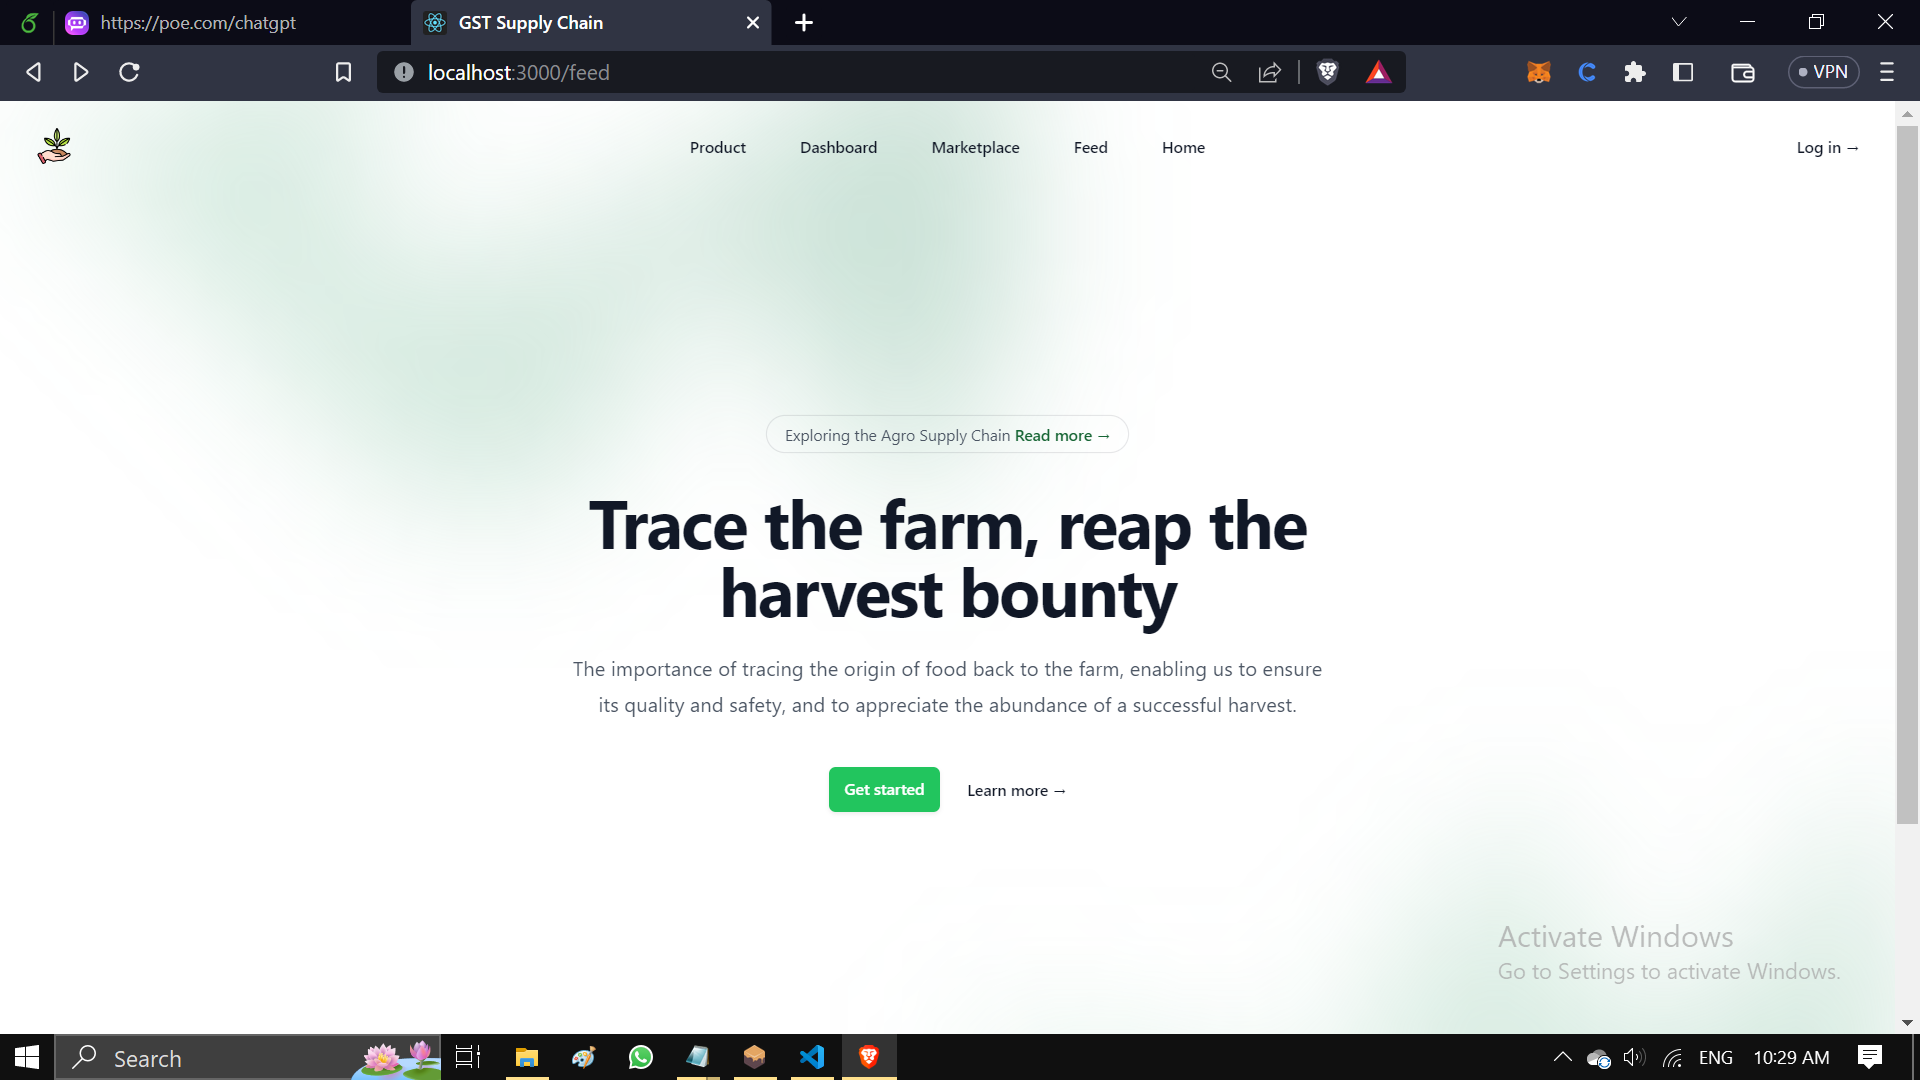 https://poe.com/chatgpt
GST Supply Chain
localhost:3000/feed
VPN
Product Dashboard Marketplace Feed Home Log in →
Exploring the Agro Supply Chain Read more →
Trace the farm, reap the
harvest bounty
The importance of tracing the origin of food back to the farm, enabling us to ensure
its quality and safety, and to appreciate the abundance of a successful harvest.
Get started Learn more →
Activate Windows
Go to Settings to activate Windows.
Search
ENG 10:29 AM